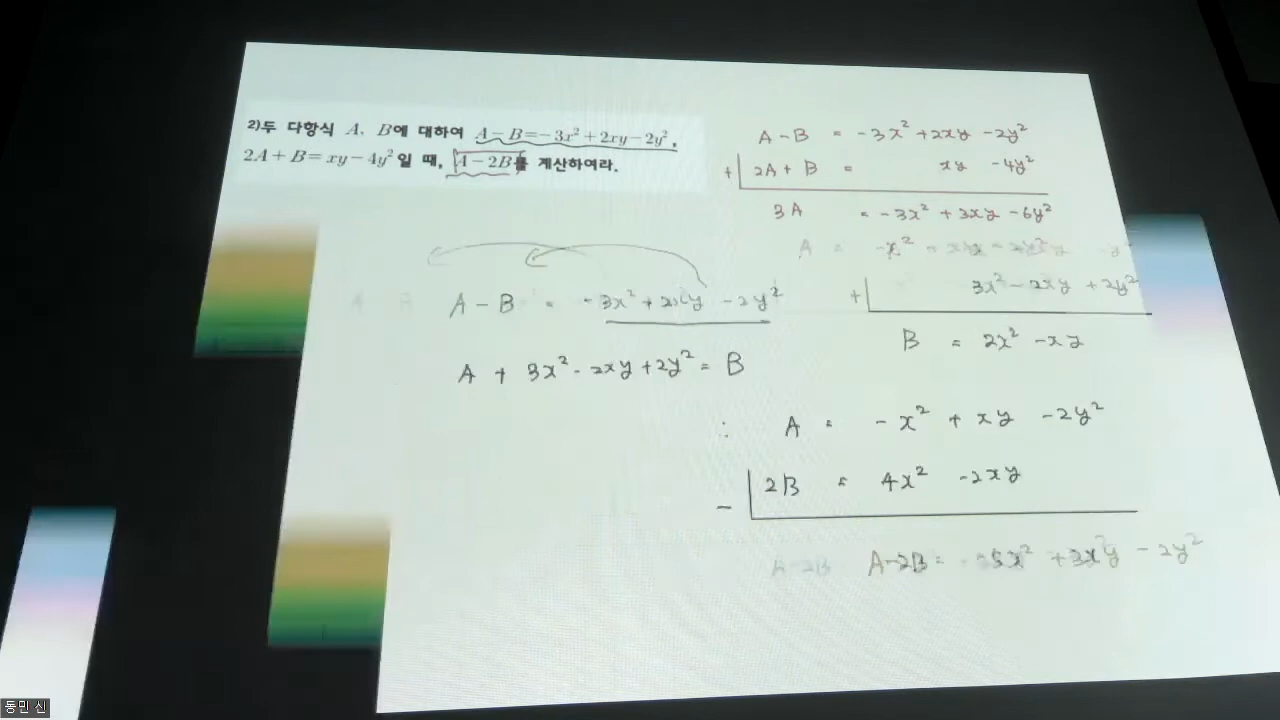 2)두 다항식 A, B에 대하여 A-B=-3x²+2xy-2y²,
2A+B=xy-4y²일 때, A-2B를 계산하여라.
A-B = -3x²+2xy-2y²
+ 2A+B = xy -4y²
3A = -3x²+3xy-6y²
A = -x²
+ 3x²-2xy+2y²
B = 2x²-xy
A-B = -3x²+2xy-2y²
A + 3x²-2xy+2y² = B
∴ A = -x² + xy -2y²
- 2B = 4x² -2xy
A-2B = -5x² +3xy -2y²
동민 신